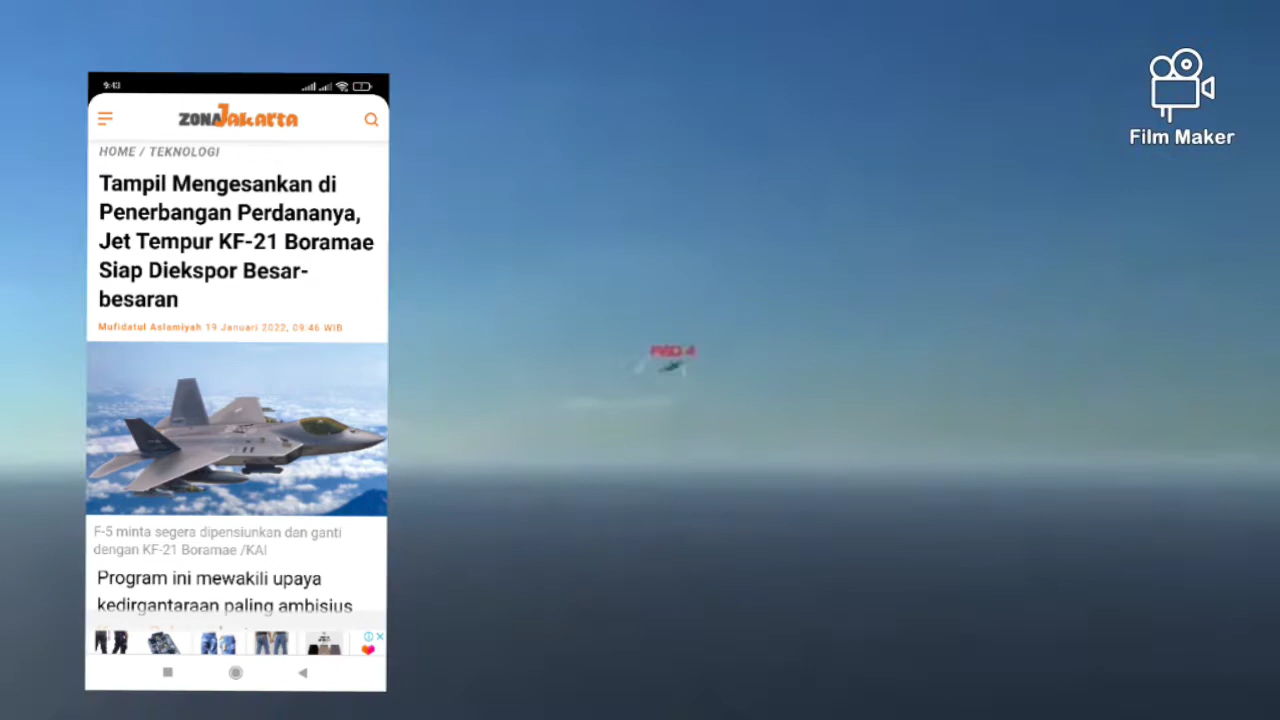 9:43
ZONAJakarta
HOME / TEKNOLOGI
Tampil Mengesankan di
Penerbangan Perdananya,
Jet Tempur KF-21 Boramae
Siap Diekspor Besar-
besaran
Mufidatul Aslamiyah 19 Januari 2022, 09:46 WIB
F-5 minta segera dipensiunkan dan ganti
dengan KF-21 Boramae /KAI
Program ini mewakili upaya
kedirgantaraan paling ambisius
Film Maker